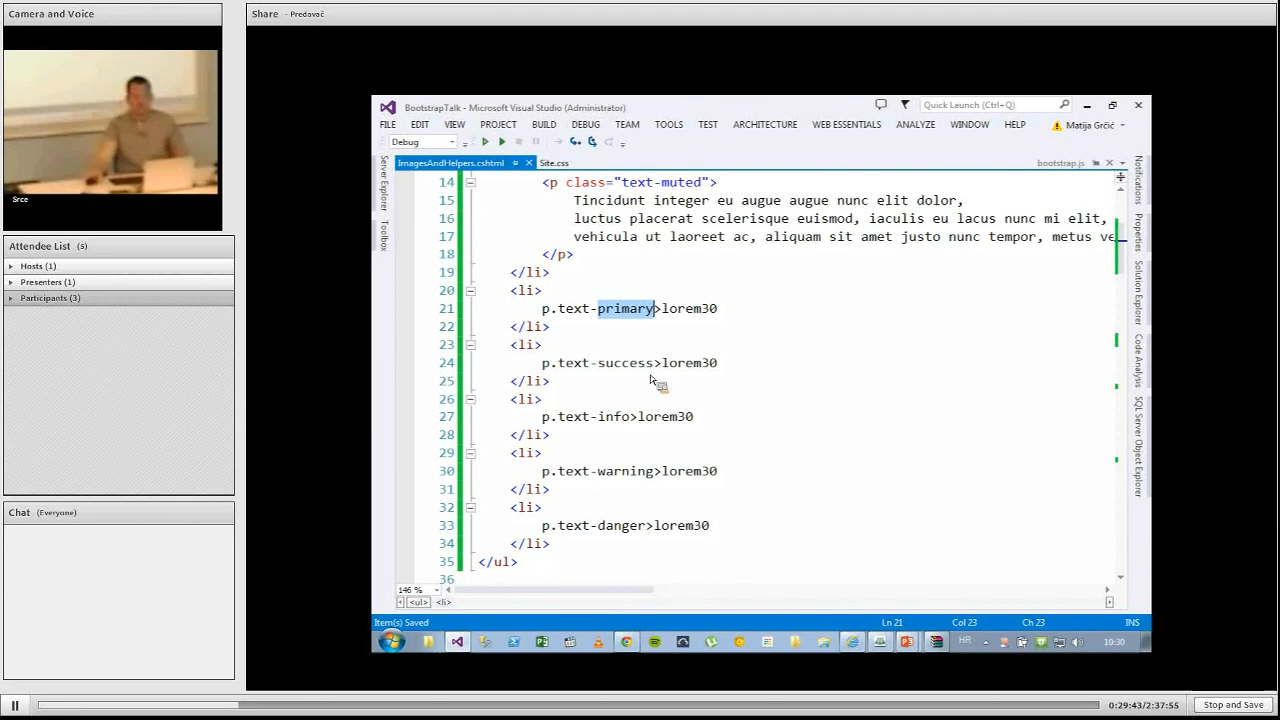 Camera and Voice
Srce
Attendee List (5)
Hosts (1)
Presenters (1)
Participants (3)
Chat (Everyone)
Share - Predavač
BootstrapTalk - Microsoft Visual Studio (Administrator)
Quick Launch (Ctrl+Q)
FILE EDIT VIEW PROJECT BUILD DEBUG TEAM TOOLS TEST ARCHITECTURE WEB ESSENTIALS ANALYZE WINDOW HELP Matija Grčić
Debug
ImagesAndHelpers.cshtml Site.css bootstrap.js
Server Explorer
Toolbox
14 <p class="text-muted">
15 Tincidunt integer eu augue augue nunc elit dolor,
16 luctus placerat scelerisque euismod, iaculis eu lacus nunc mi elit,
17 vehicula ut laoreet ac, aliquam sit amet justo nunc tempor, metus ve
18 </p>
19 </li>
20 <li>
21 p.text-primary>lorem30
22 </li>
23 <li>
24 p.text-success>lorem30
25 </li>
26 <li>
27 p.text-info>lorem30
28 </li>
29 <li>
30 p.text-warning>lorem30
31 </li>
32 <li>
33 p.text-danger>lorem30
34 </li>
35 </ul>
36
Notifications
Properties
Solution Explorer
Team Explorer
Code Analysis
SQL Server Object Explorer
146 %
<ul> <li>
Item(s) Saved Ln 21 Col 23 Ch 23 INS
HR 10:30
0:29:43/2:37:55 Stop and Save